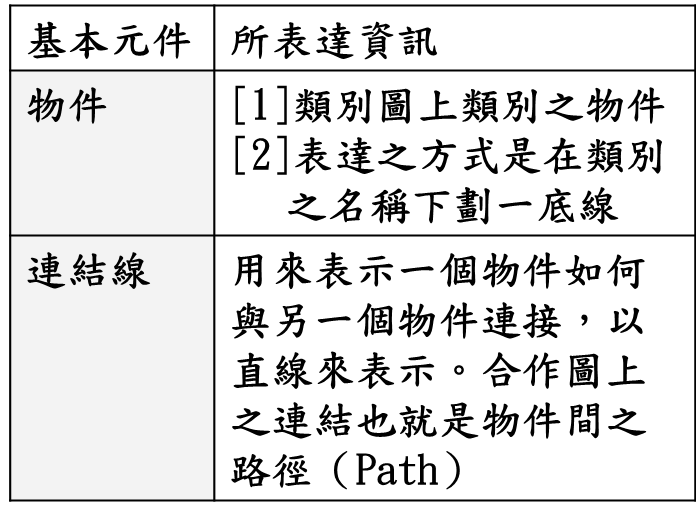 基本元件 所表達資訊
物件 [1]類別圖上類別之物件
[2]表達之方式是在類別
之名稱下劃一底線
連結線 用來表示一個物件如何
與另一個物件連接，以
直線來表示。合作圖上
之連結也就是物件間之
路徑（Path）